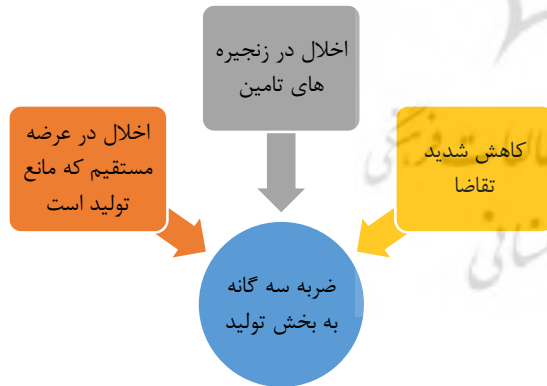 اخلال در زنجیره
های تامین
کاهش شدید
تقاضا
اخلال در عرضه
مستقیم که مانع
تولید است
ضربه سه گانه
به بخش تولید